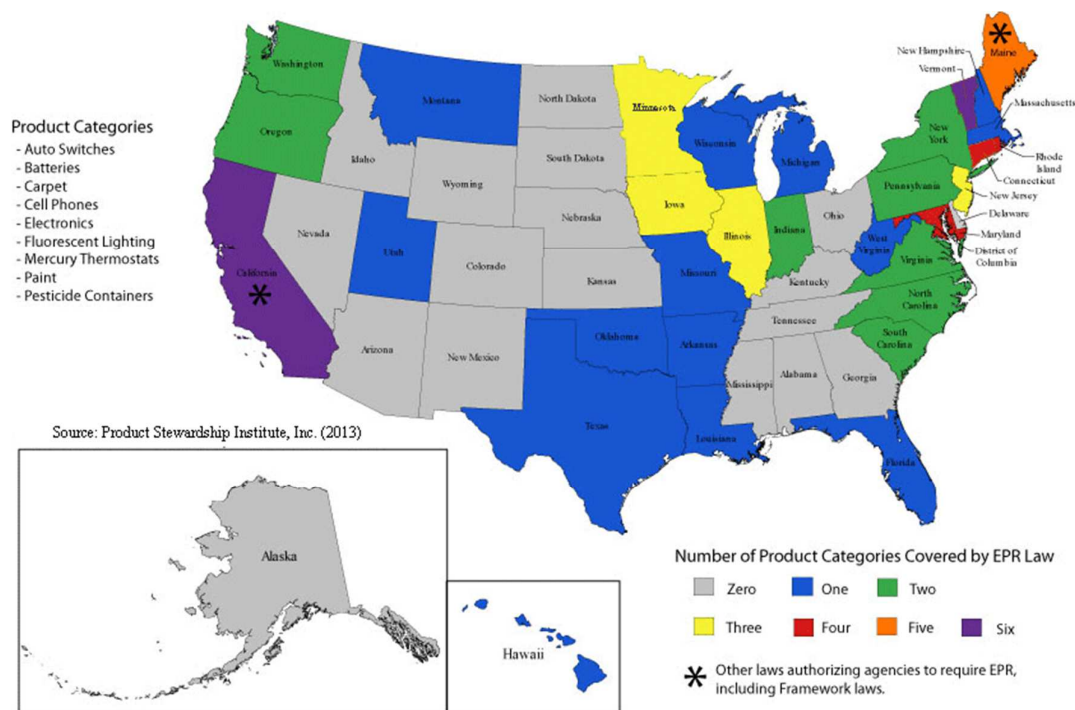 Product Categories
- Auto Switches
- Batteries
- Carpet
- Cell Phones
- Electronics
- Fluorescent Lighting
- Mercury Thermostats
- Paint
- Pesticide Containers
Washington
Oregon
California
*
Idaho
Nevada
Montana
Wyoming
Utah
Colorado
Arizona
New Mexico
North Dakota
South Dakota
Nebraska
Kansas
Oklahoma
Texas
Minnesota
Iowa
Missouri
Arkansas
Louisiana
Wisconsin
Illinois
Michigan
Indiana
Ohio
Kentucky
Tennessee
Mississippi
Alabama
Georgia
Florida
South
Carolina
North
Carolina
Virginia
West
Virginia
Pennsylvania
New
York
*
Maine
New Hampshire
Vermont
Massachusetts
Rhode
Island
Connecticut
New Jersey
Delaware
Maryland
District of
Columbia
Source: Product Stewardship Institute, Inc. (2013)
Alaska
Hawaii
Number of Product Categories Covered by EPR Law
Zero
One
Two
Three
Four
Five
Six
* Other laws authorizing agencies to require EPR,
including Framework laws.